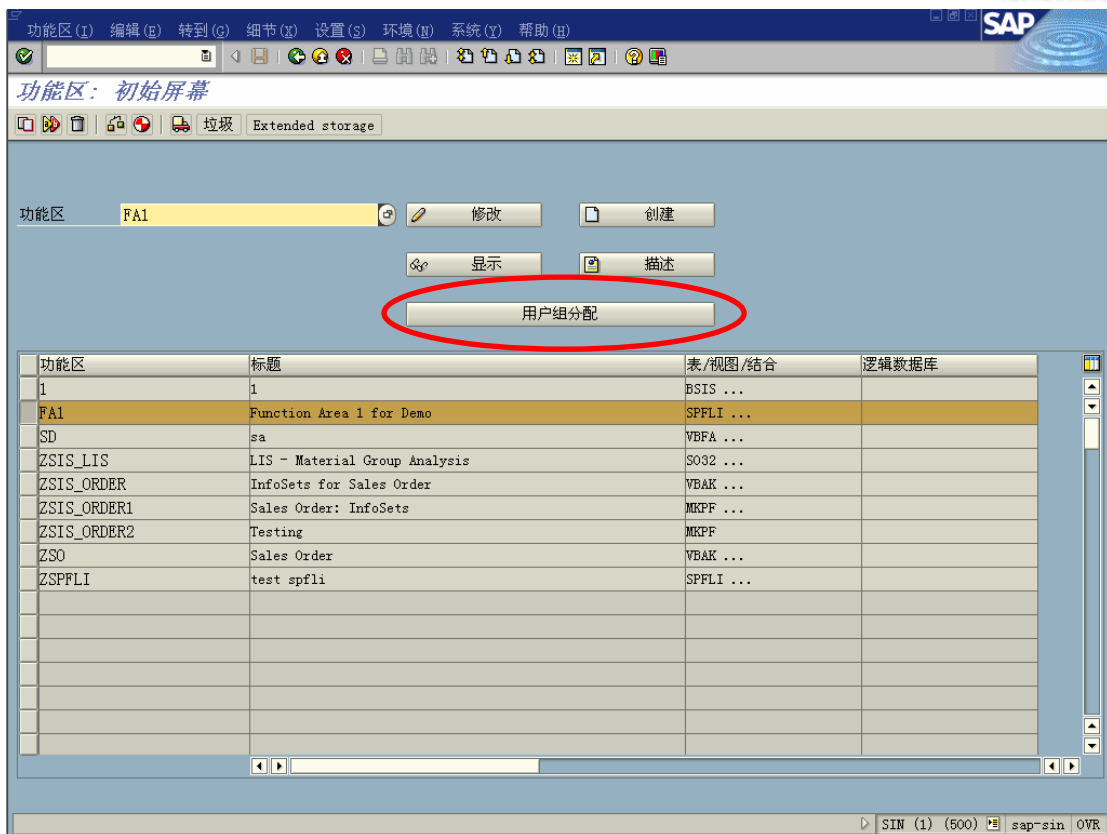 功能区(I) 编辑(E) 转到(G) 细节(X) 设置(S) 环境(N) 系统(Y) 帮助(H)
SAP
功能区: 初始屏幕
垃圾 Extended storage
功能区 FA1 修改 创建
显示 描述
用户组分配
功能区 标题 表/视图/结合 逻辑数据库
1 1 BSIS ...
FA1 Function Area 1 for Demo SPFLI ...
SD sa VBFA ...
ZSIS_LIS LIS - Material Group Analysis S032 ...
ZSIS_ORDER InfoSets for Sales Order VBAK ...
ZSIS_ORDER1 Sales Order: InfoSets MKPF ...
ZSIS_ORDER2 Testing MKPF
ZSO Sales Order VBAK ...
ZSPFLI test spfli SPFLI ...
SIN (1) (500) sap-sin OVR